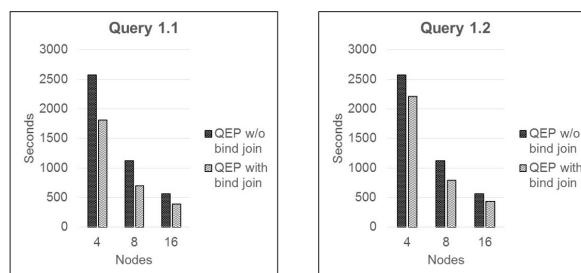 Query 1.1
3000
2500
2000
1500
1000
500
0
Seconds
4 8 16
Nodes
QEP w/o
bind join
QEP with
bind join
Query 1.2
3000
2500
2000
1500
1000
500
0
Seconds
4 8 16
Nodes
QEP w/o
bind join
QEP with
bind join